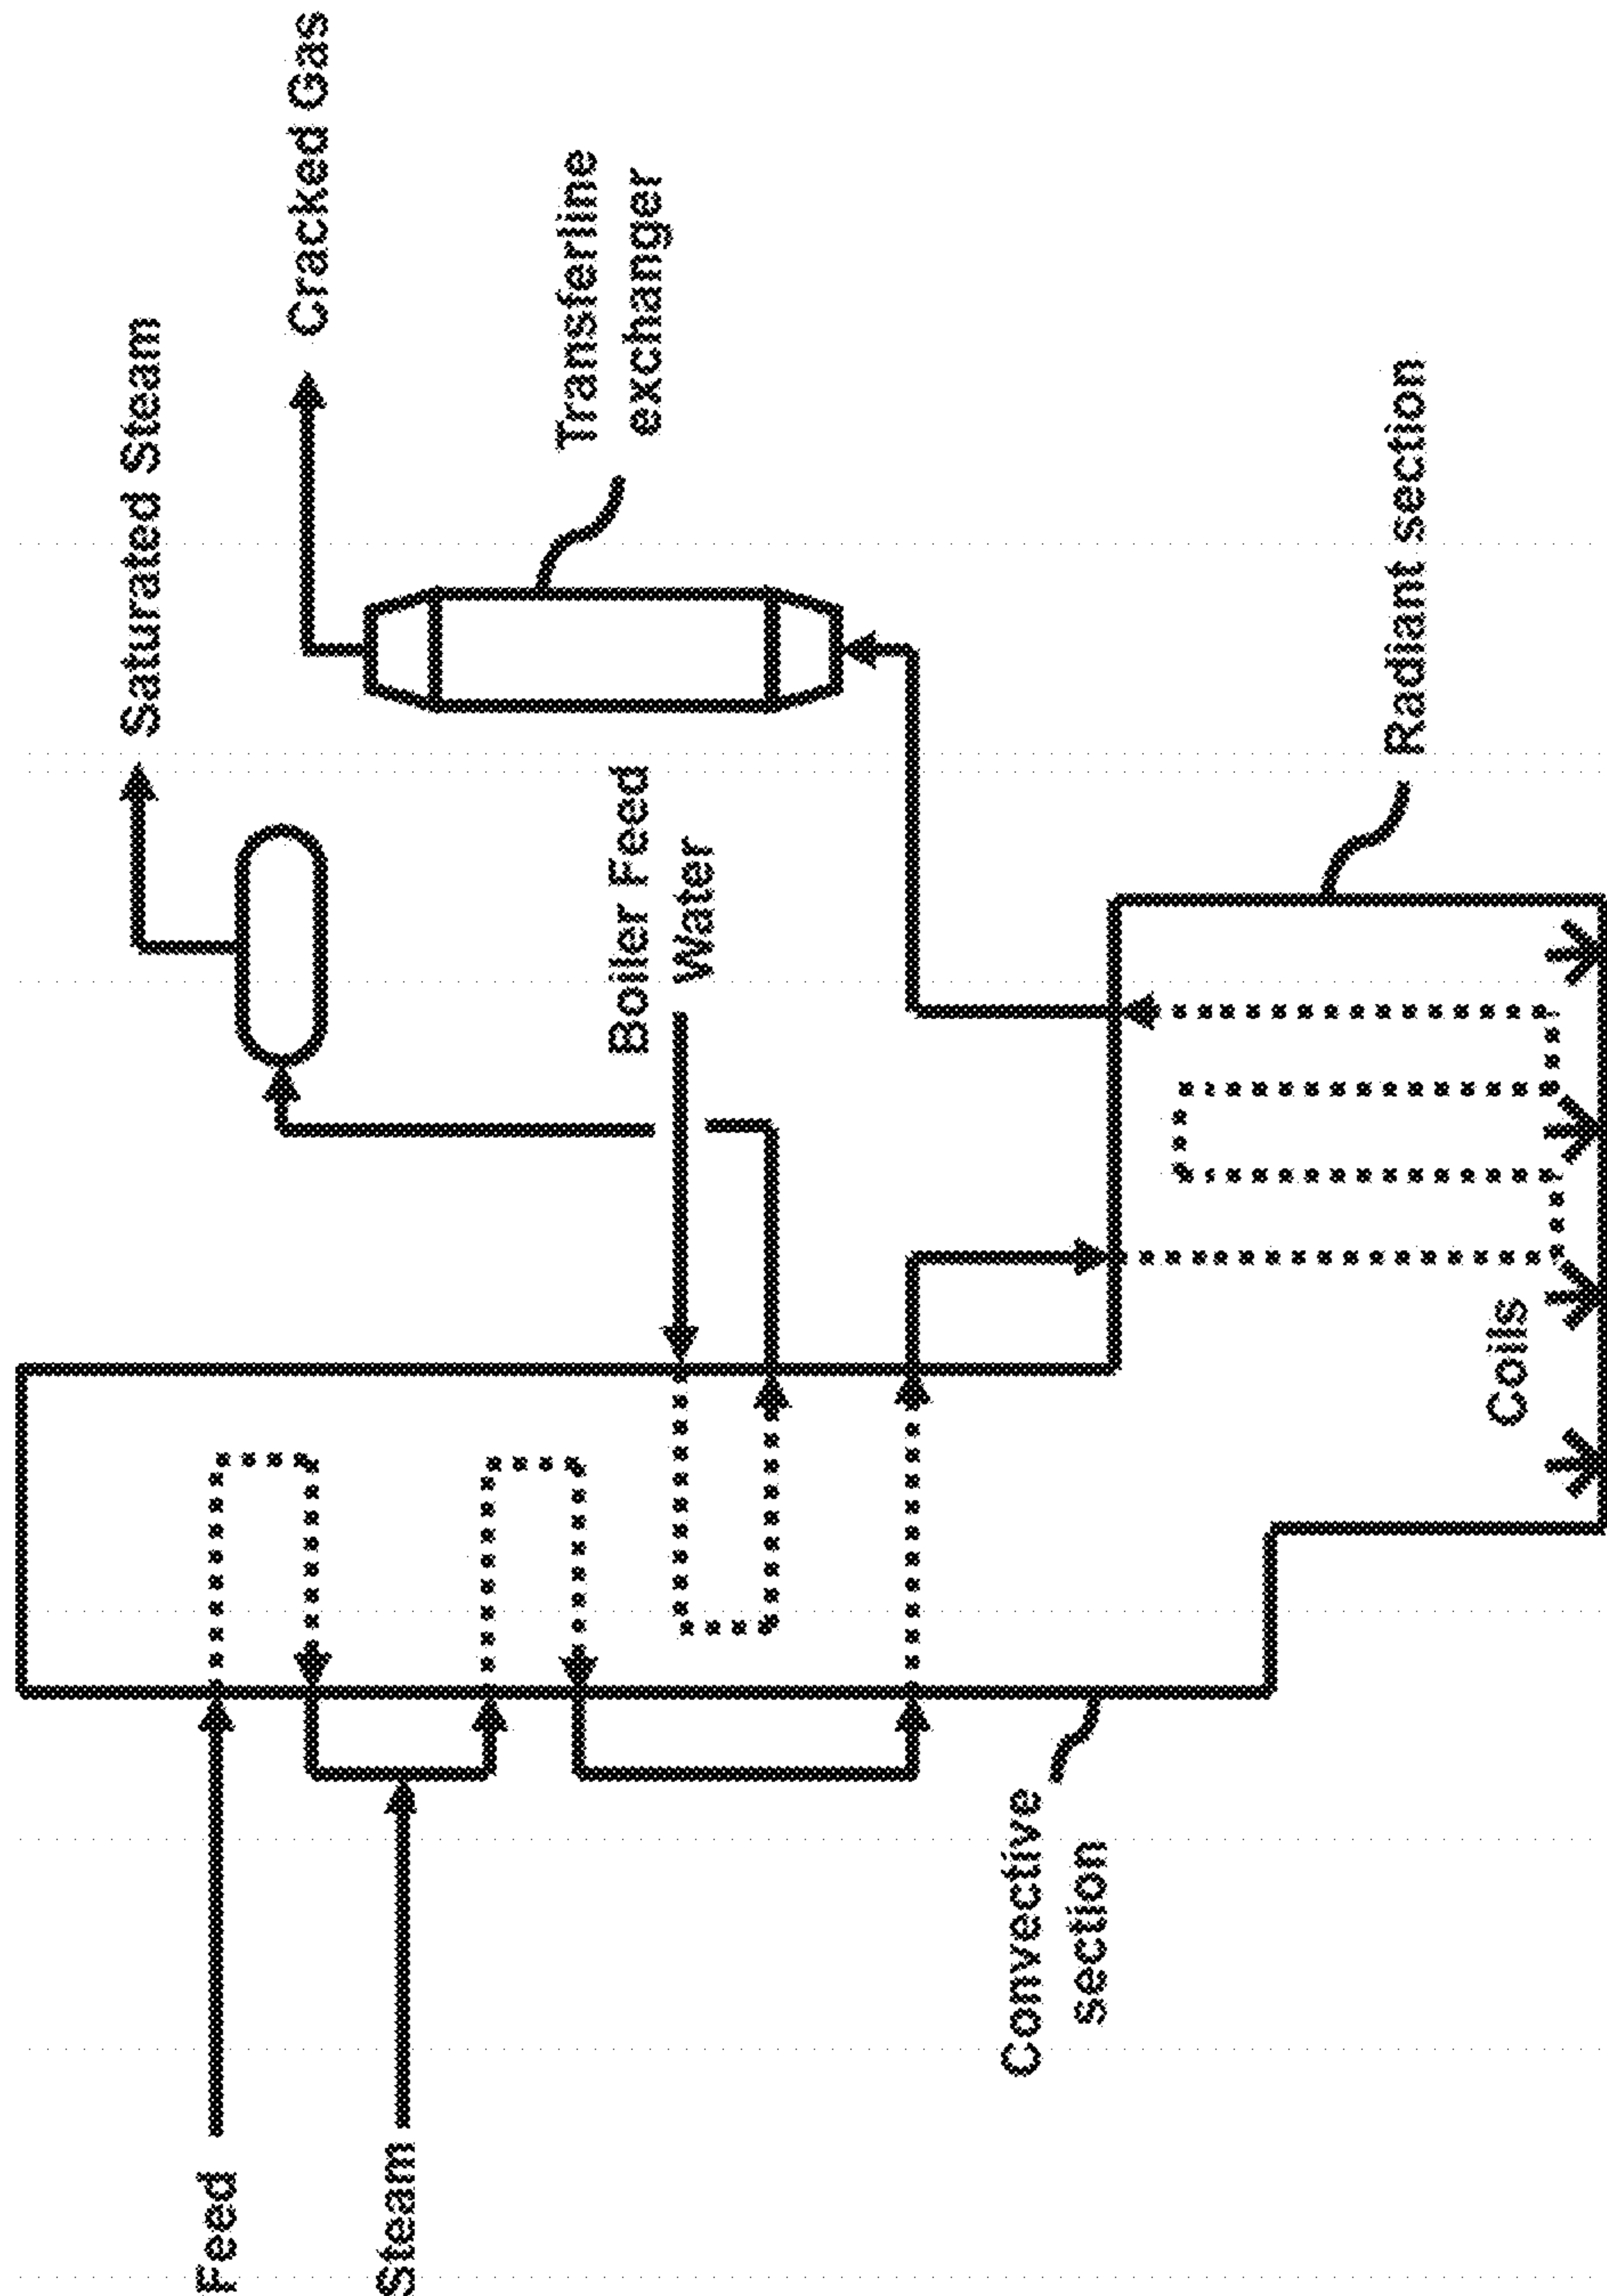 Feed
Steam
Convective
section
Saturated Steam
Cracked Gas
Transferline
exchanger
Boiler Feed
Water
Radiant section
Coils